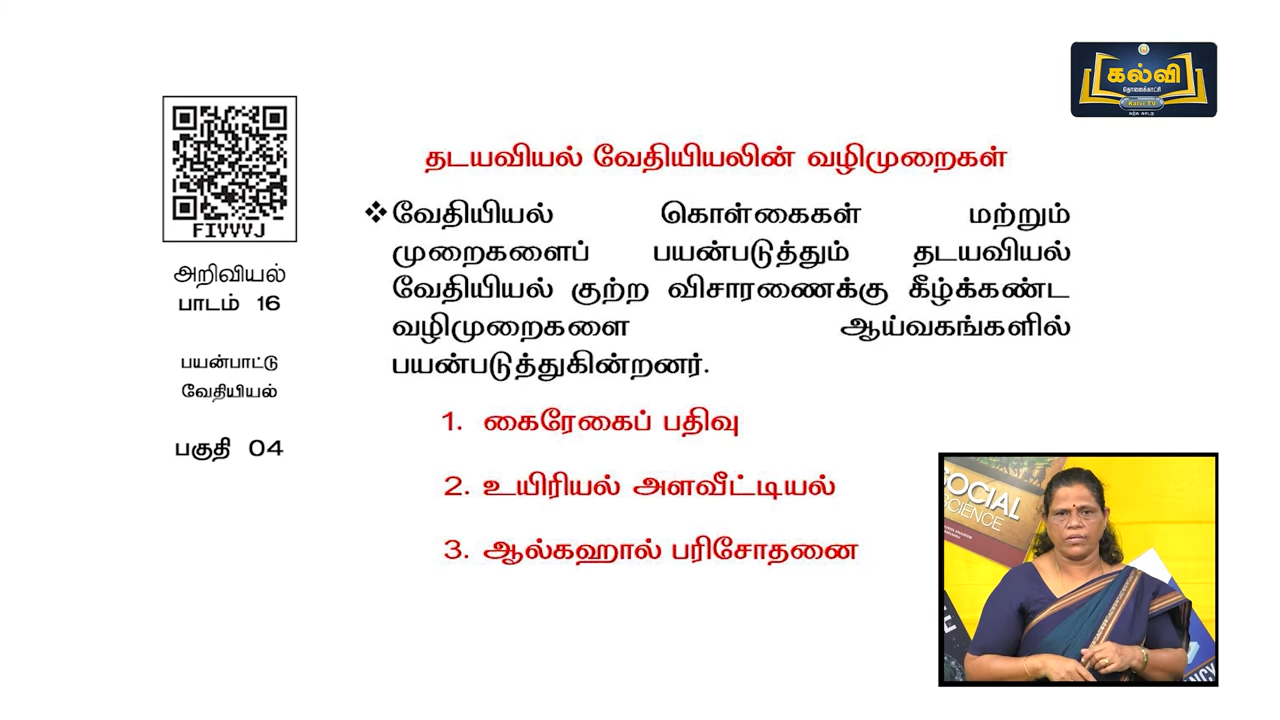 கல்வி
தொலைக்காட்சி
Kalvi TV
FIVVVJ
அறிவியல்
பாடம் 16
பயன்பாட்டு
வேதியியல்
பகுதி 04
தடயவியல் வேதியியலின் வழிமுறைகள்
❖ வேதியியல் கொள்கைகள் மற்றும்
முறைகளைப் பயன்படுத்தும் தடயவியல்
வேதியியல் குற்ற விசாரணைக்கு கீழ்க்கண்ட
வழிமுறைகளை ஆய்வகங்களில்
பயன்படுத்துகின்றனர்.
1. கைரேகைப் பதிவு
2. உயிரியல் அளவீட்டியல்
3. ஆல்கஹால் பரிசோதனை
SOCIAL
SCIENCE